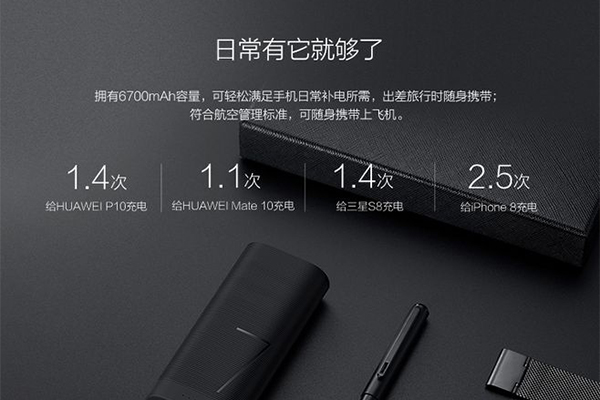 日常有它就够了
拥有6700mAh容量，可轻松满足手机日常补电所需，出差旅行时随身携带；
符合航空管理标准，可随身携带上飞机。
1.4次
给HUAWEI P10充电
1.1次
给HUAWEI Mate 10充电
1.4次
给三星S8充电
2.5次
给iPhone 8充电